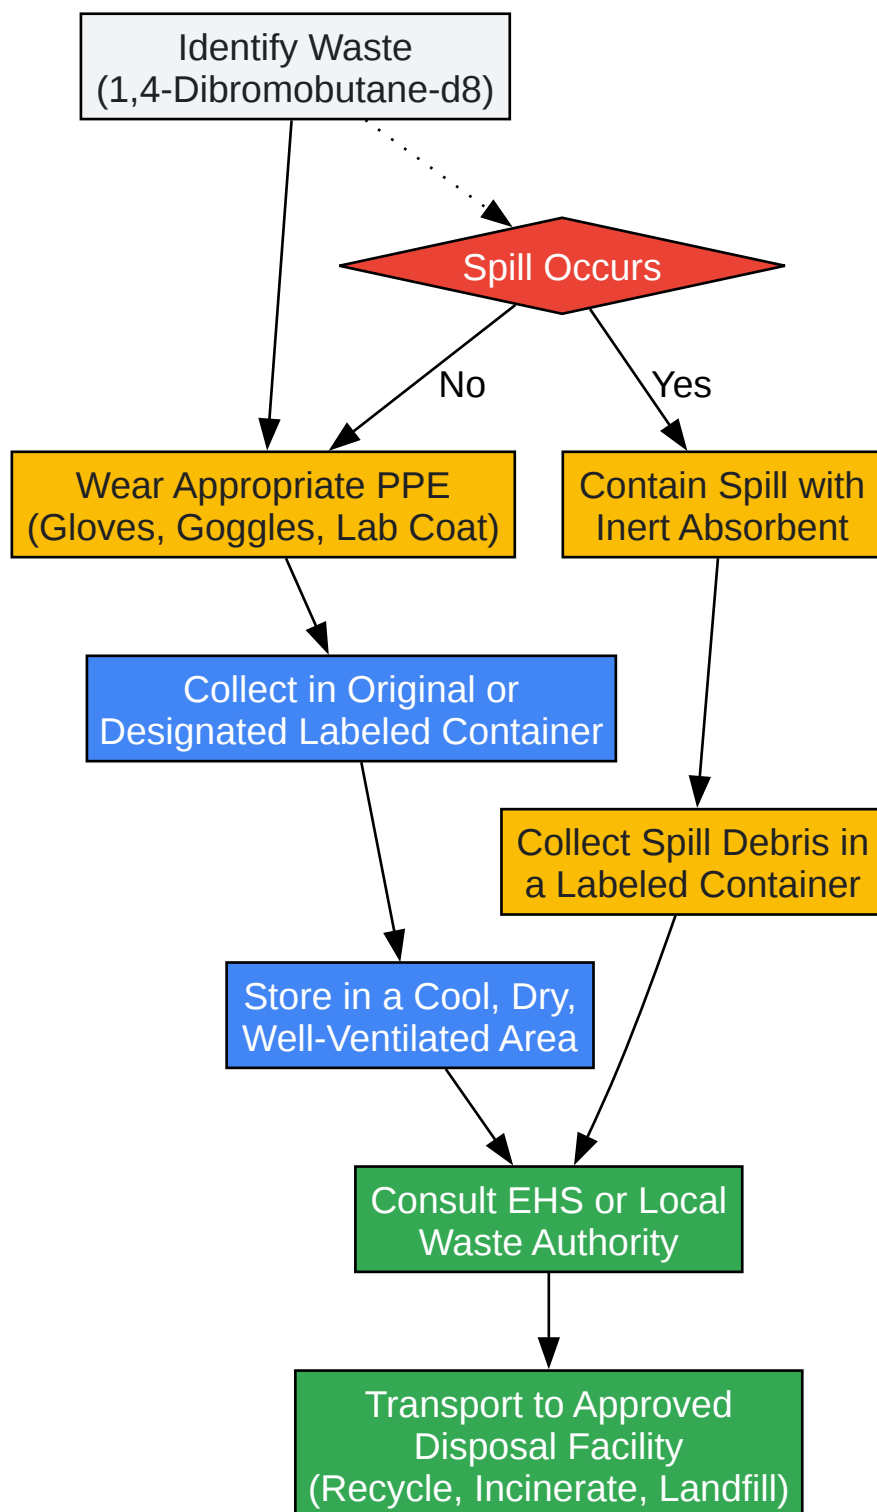 Identify Waste
(1,4-Dibromobutane-d8)
Spill Occurs
No
Yes
Wear Appropriate PPE
(Gloves, Goggles, Lab Coat)
Contain Spill with
Inert Absorbent
Collect in Original or
Designated Labeled Container
Collect Spill Debris in
a Labeled Container
Store in a Cool, Dry,
Well-Ventilated Area
Consult EHS or Local
Waste Authority
Transport to Approved
Disposal Facility
(Recycle, Incinerate, Landfill)